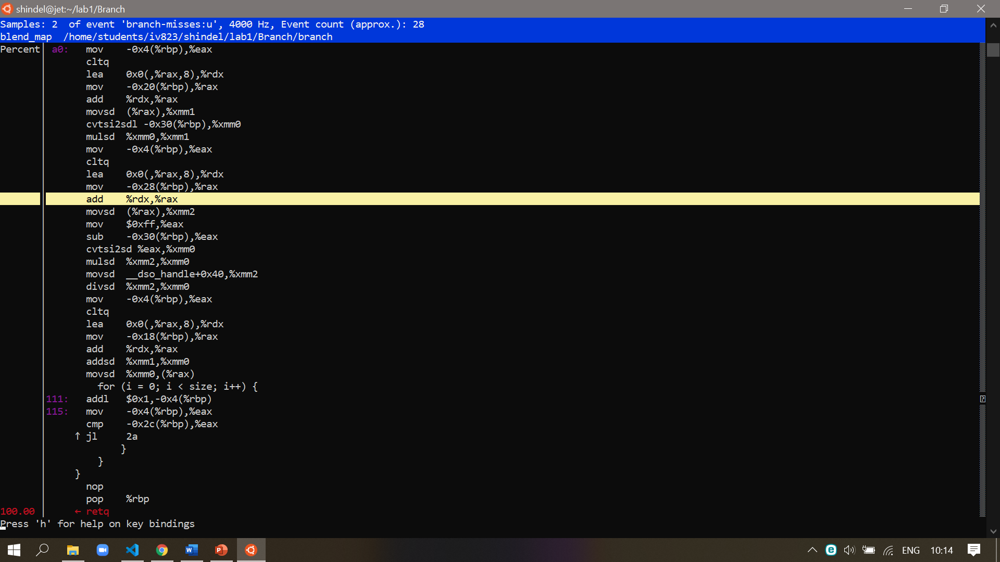 shindel@jet:~/lab1/Branch
Samples: 2  of event 'branch-misses:u', 4000 Hz, Event count (approx.): 28
blend_map  /home/students/iv823/shindel/lab1/Branch/branch
Percent  a0:   mov    -0x4(%rbp),%eax
cltq
lea    0x0(,%rax,8),%rdx
mov    -0x20(%rbp),%rax
add    %rdx,%rax
movsd  (%rax),%xmm1
cvtsi2sdl -0x30(%rbp),%xmm0
mulsd  %xmm0,%xmm1
mov    -0x4(%rbp),%eax
cltq
lea    0x0(,%rax,8),%rdx
mov    -0x28(%rbp),%rax
add    %rdx,%rax
movsd  (%rax),%xmm2
mov    $0xff,%eax
sub    -0x30(%rbp),%eax
cvtsi2sd %eax,%xmm0
mulsd  %xmm2,%xmm0
movsd  __dso_handle+0x40,%xmm2
divsd  %xmm2,%xmm0
mov    -0x4(%rbp),%eax
cltq
lea    0x0(,%rax,8),%rdx
mov    -0x18(%rbp),%rax
add    %rdx,%rax
addsd  %xmm1,%xmm0
movsd  %xmm0,(%rax)
for (i = 0; i < size; i++) {
111:   addl   $0x1,-0x4(%rbp)
115:   mov    -0x4(%rbp),%eax
cmp    -0x2c(%rbp),%eax
↑ jl     2a
}
}
}
nop
pop    %rbp
100.00       ← retq
Press 'h' for help on key bindings
ENG 10:14